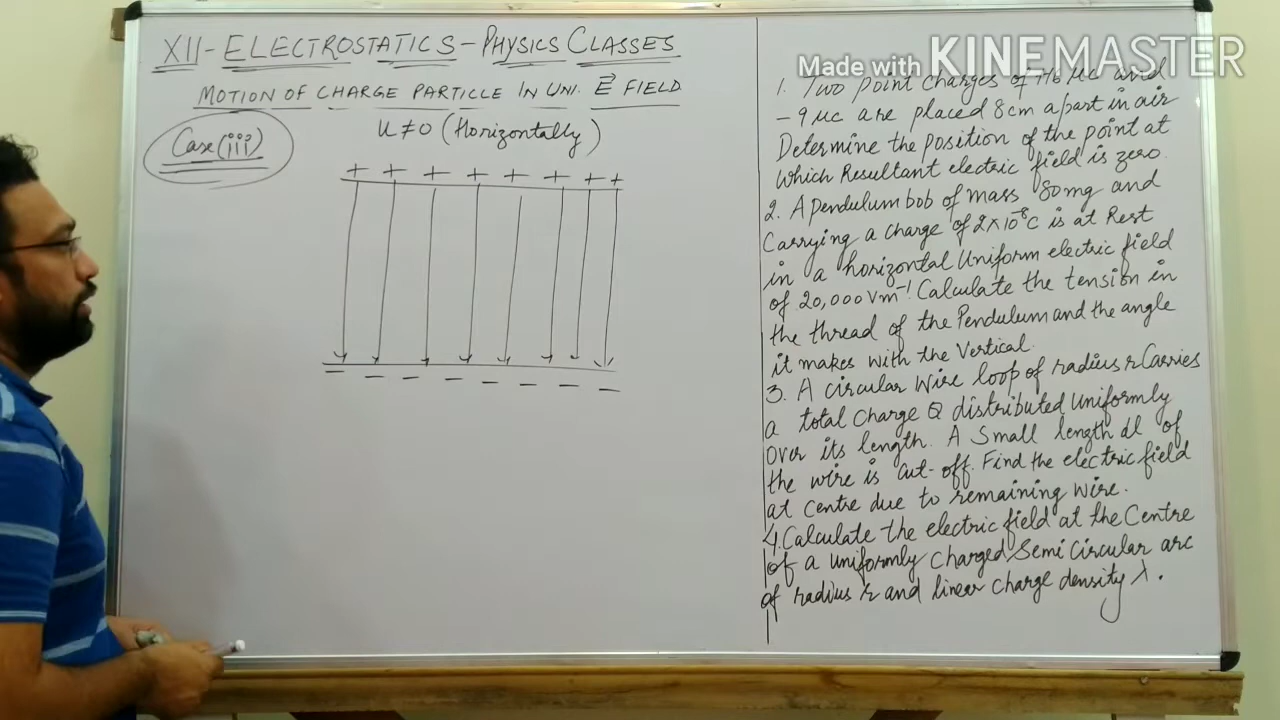 XII - ELECTROSTATICS - PHYSICS CLASSES
MOTION OF CHARGE PARTICLE IN UNI. E FIELD
Case (iii)
U ≠ 0 (Horizontally)
+ + + + + + + +
- - - - - - - -
Made with KINEMASTER
1. Two point charges of +16 μc and
- 9 μc are placed 8cm apart in air
Determine the position of the point at
which Resultant electric field is zero.
2. A pendulum bob of mass 80mg and
Carrying a charge of 2×10⁻⁸C is at Rest
in a horizontal Uniform electric field
of 20,000 Vm⁻¹. Calculate the tension in
the thread of the Pendulum and the angle
it makes with the Vertical.
3. A circular wire loop of radius r Carries
a total charge Q distributed Uniformly
over its length. A small length dl of
the wire is cut-off. Find the electric field
at centre due to remaining wire.
4. Calculate the electric field at the Centre
of a uniformly charged Semi Circular arc
of radius r and linear charge density λ.